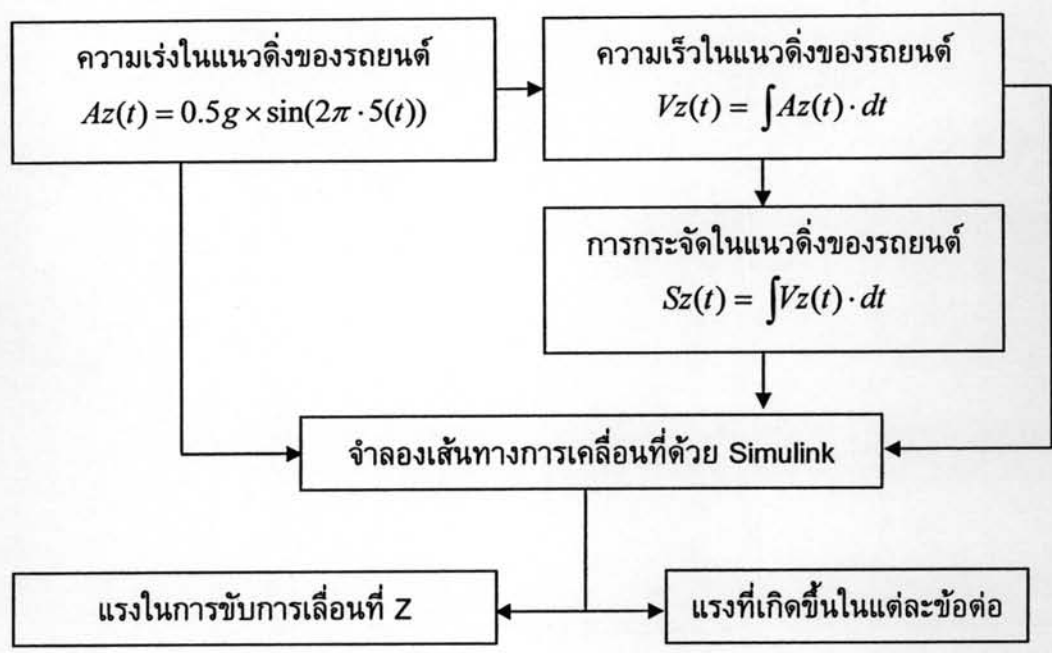 ความเร่งในแนวดิ่งของรถยนต์
Az(t) = 0.5g × sin(2π · 5(t))
ความเร็วในแนวดิ่งของรถยนต์
Vz(t) = ∫Az(t) · dt
การกระจัดในแนวดิ่งของรถยนต์
Sz(t) = ∫Vz(t) · dt
จำลองเส้นทางการเคลื่อนที่ด้วย Simulink
แรงในการขับการเลื่อนที่ Z
แรงที่เกิดขึ้นในแต่ละข้อต่อ